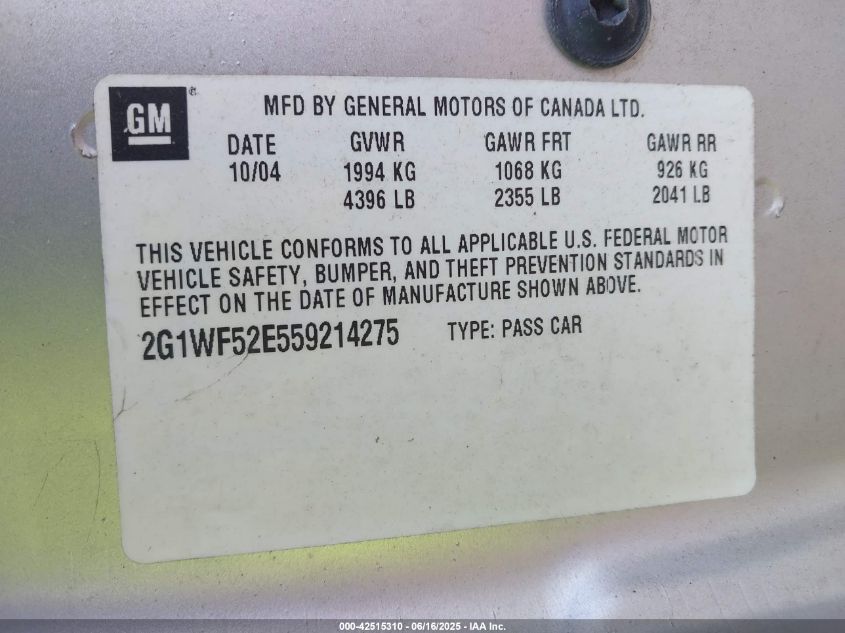 GM®
MFD BY GENERAL MOTORS OF CANADA LTD.
DATE GVWR GAWR FRT GAWR RR
10/04 1994 KG 1068 KG 926 KG
4396 LB 2355 LB 2041 LB
THIS VEHICLE CONFORMS TO ALL APPLICABLE U.S. FEDERAL MOTOR
VEHICLE SAFETY, BUMPER, AND THEFT PREVENTION STANDARDS IN
EFFECT ON THE DATE OF MANUFACTURE SHOWN ABOVE.
2G1WF52E559214275 TYPE: PASS CAR
000-42515310 - 06/16/2025 - IAA Inc.